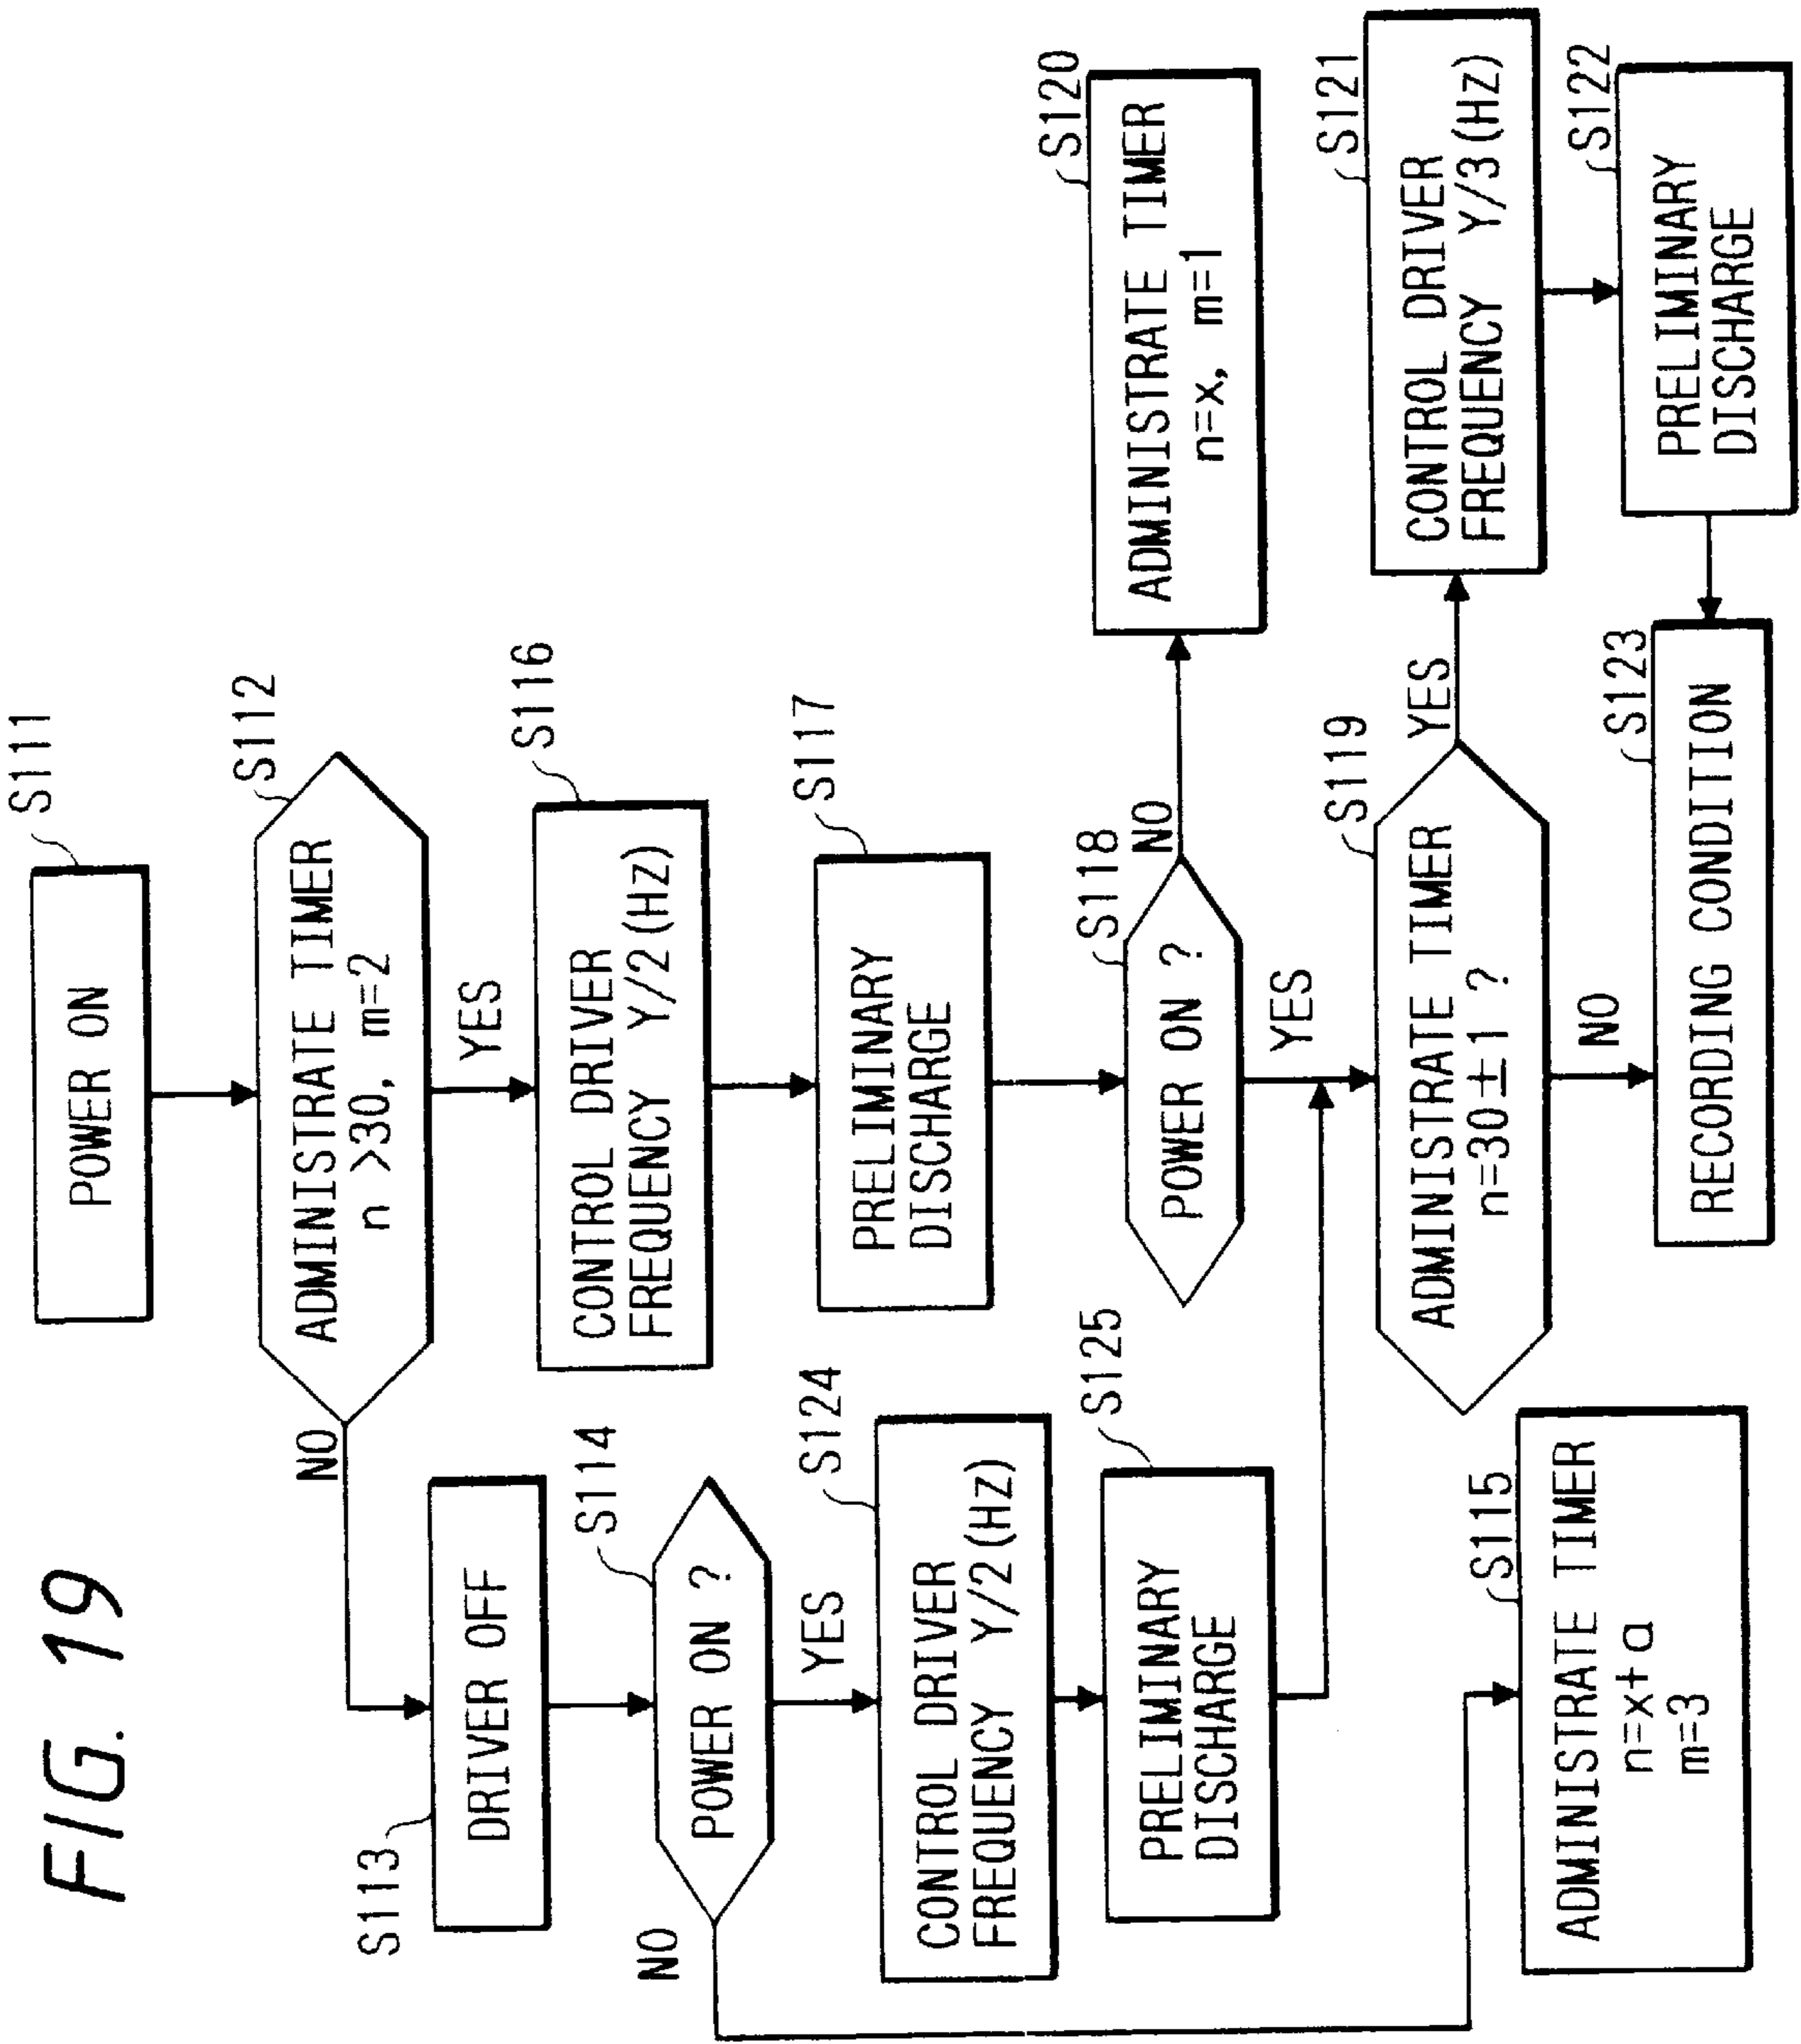 FIG. 19
S111
POWER ON
S112
ADMINISTRATE TIMER
n >30, m=2
NO
YES
S113
DRIVER OFF
S114
POWER ON ?
NO
YES
S124
CONTROL DRIVER
FREQUENCY Y/2(HZ)
S125
PRELIMINARY
DISCHARGE
S115
ADMINISTRATE TIMER
n=x+a
m=3
S116
CONTROL DRIVER
FREQUENCY Y/2(HZ)
S117
PRELIMINARY
DISCHARGE
S118
POWER ON ?
NO
YES
S120
ADMINISTRATE TIMER
n=x, m=1
S119
ADMINISTRATE TIMER
n=30±1 ?
YES
NO
S121
CONTROL DRIVER
FREQUENCY Y/3(HZ)
S122
PRELIMINARY
DISCHARGE
S123
RECORDING CONDITION